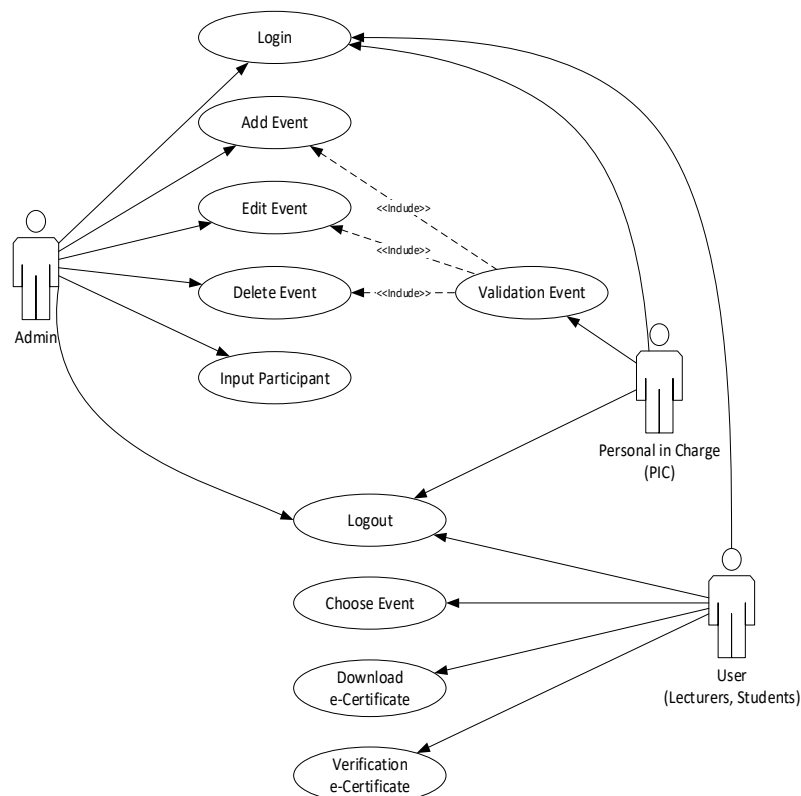 Login
Add Event
<<Include>>
Edit Event
<<Include>>
Delete Event
<<Include>>
Validation Event
Admin
Input Participant
Personal in Charge
(PIC)
Logout
Choose Event
User
(Lecturers, Students)
Download
e-Certificate
Verification
e-Certificate